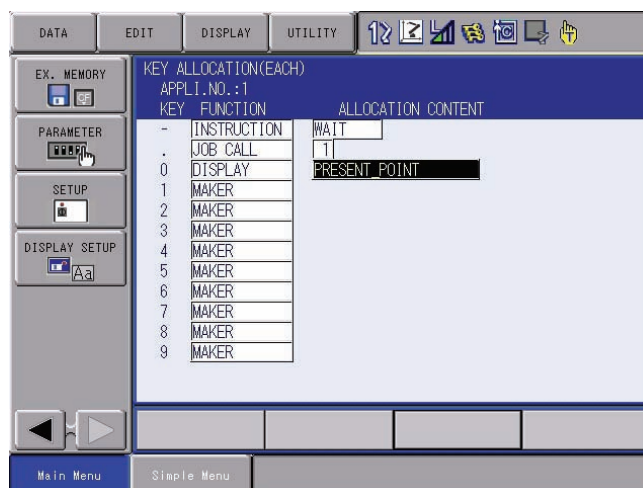 DATA EDIT DISPLAY UTILITY
EX. MEMORY
CF
PARAMETER
SETUP
DISPLAY SETUP
Aa
KEY ALLOCATION(EACH)
APPLI.NO.:1
KEY FUNCTION ALLOCATION CONTENT
- INSTRUCTION WAIT
. JOB CALL 1
0 DISPLAY PRESENT_POINT
1 MAKER
2 MAKER
3 MAKER
4 MAKER
5 MAKER
6 MAKER
7 MAKER
8 MAKER
9 MAKER
Main Menu Simple Menu